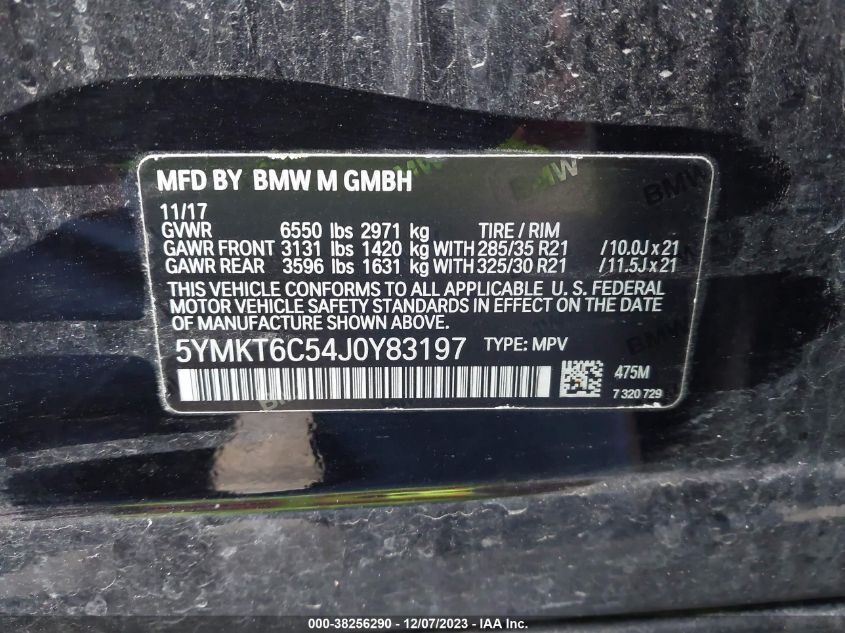 MFD BY BMW M GMBH
11/17
GVWR 6550 lbs 2971 kg TIRE / RIM
GAWR FRONT 3131 lbs 1420 kg WITH 285/35 R21 /10.0J x 21
GAWR REAR 3596 lbs 1631 kg WITH 325/30 R21 /11.5J x 21
THIS VEHICLE CONFORMS TO ALL APPLICABLE U. S. FEDERAL
MOTOR VEHICLE SAFETY STANDARDS IN EFFECT ON THE DATE
OF MANUFACTURE SHOWN ABOVE.
5YMKT6C54J0Y83197 TYPE: MPV
475M
7 320 729
BMW
BMW
BMW
000-38256290 - 12/07/2023 - IAA Inc.